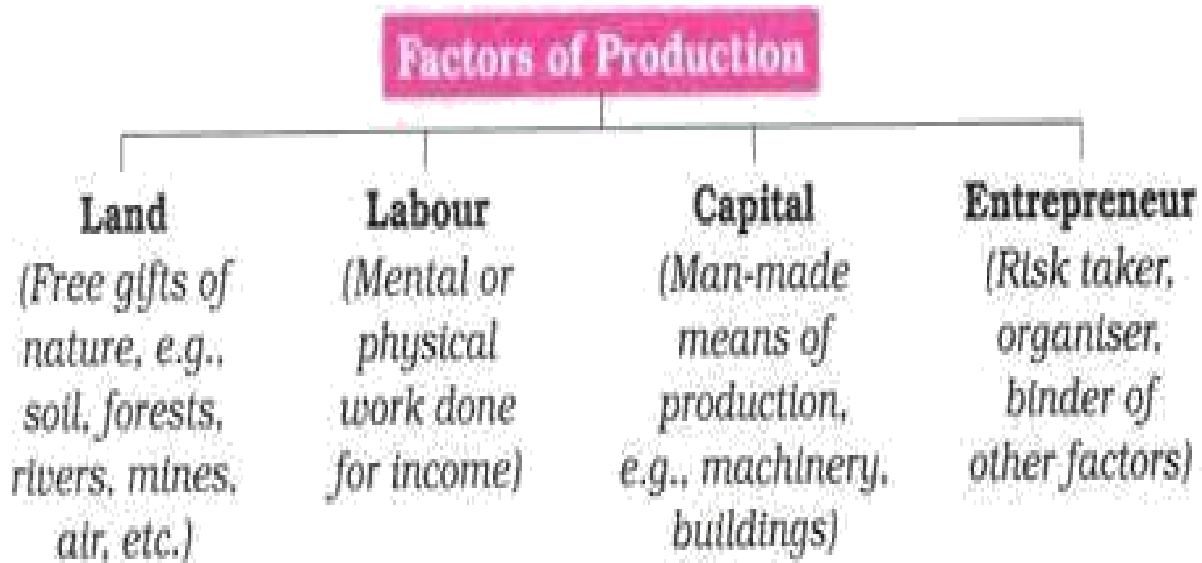 Factors of Production
Land
(Free gifts of
nature, e.g.,
soil, forests,
rivers, mines,
air, etc.)
Labour
(Mental or
physical
work done
for income)
Capital
(Man-made
means of
production,
e.g., machinery,
buildings)
Entrepreneur
(Risk taker,
organiser,
binder of
other factors)